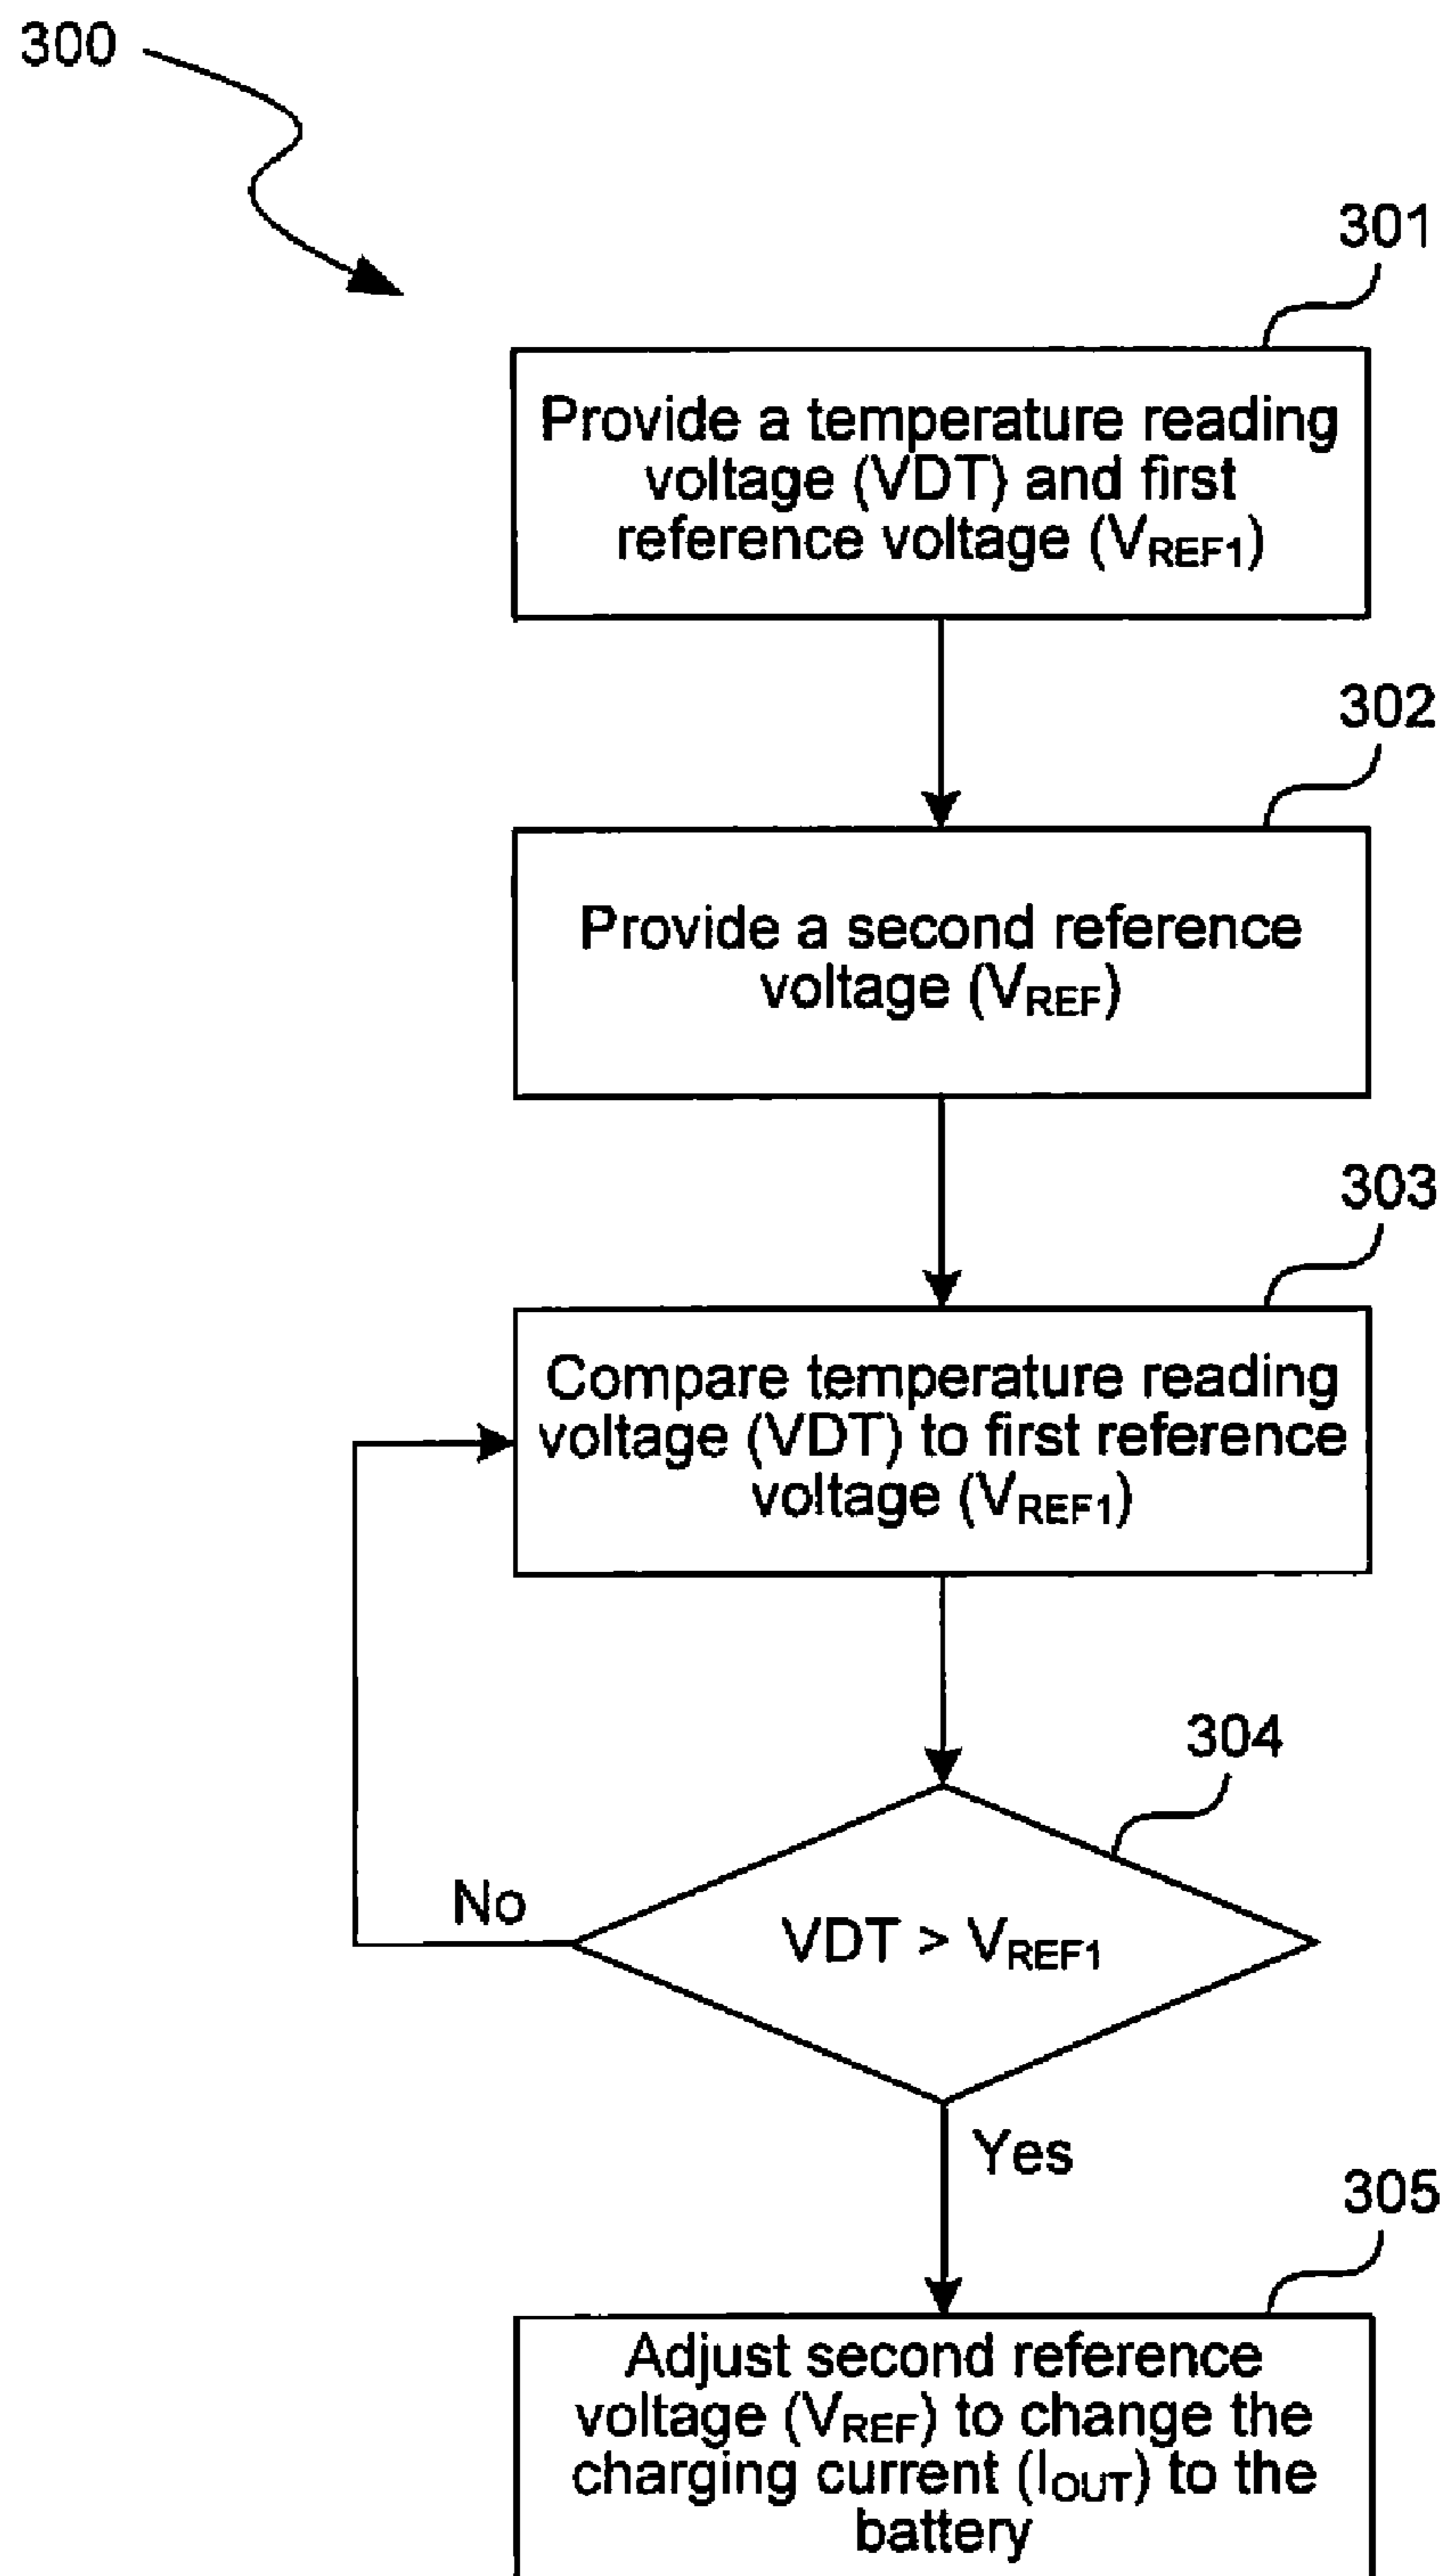 300
301
Provide a temperature reading
voltage (VDT) and first
reference voltage (VREF1)
302
Provide a second reference
voltage (VREF)
303
Compare temperature reading
voltage (VDT) to first reference
voltage (VREF1)
304
No
VDT > VREF1
Yes
305
Adjust second reference
voltage (VREF) to change the
charging current (IOUT) to the
battery